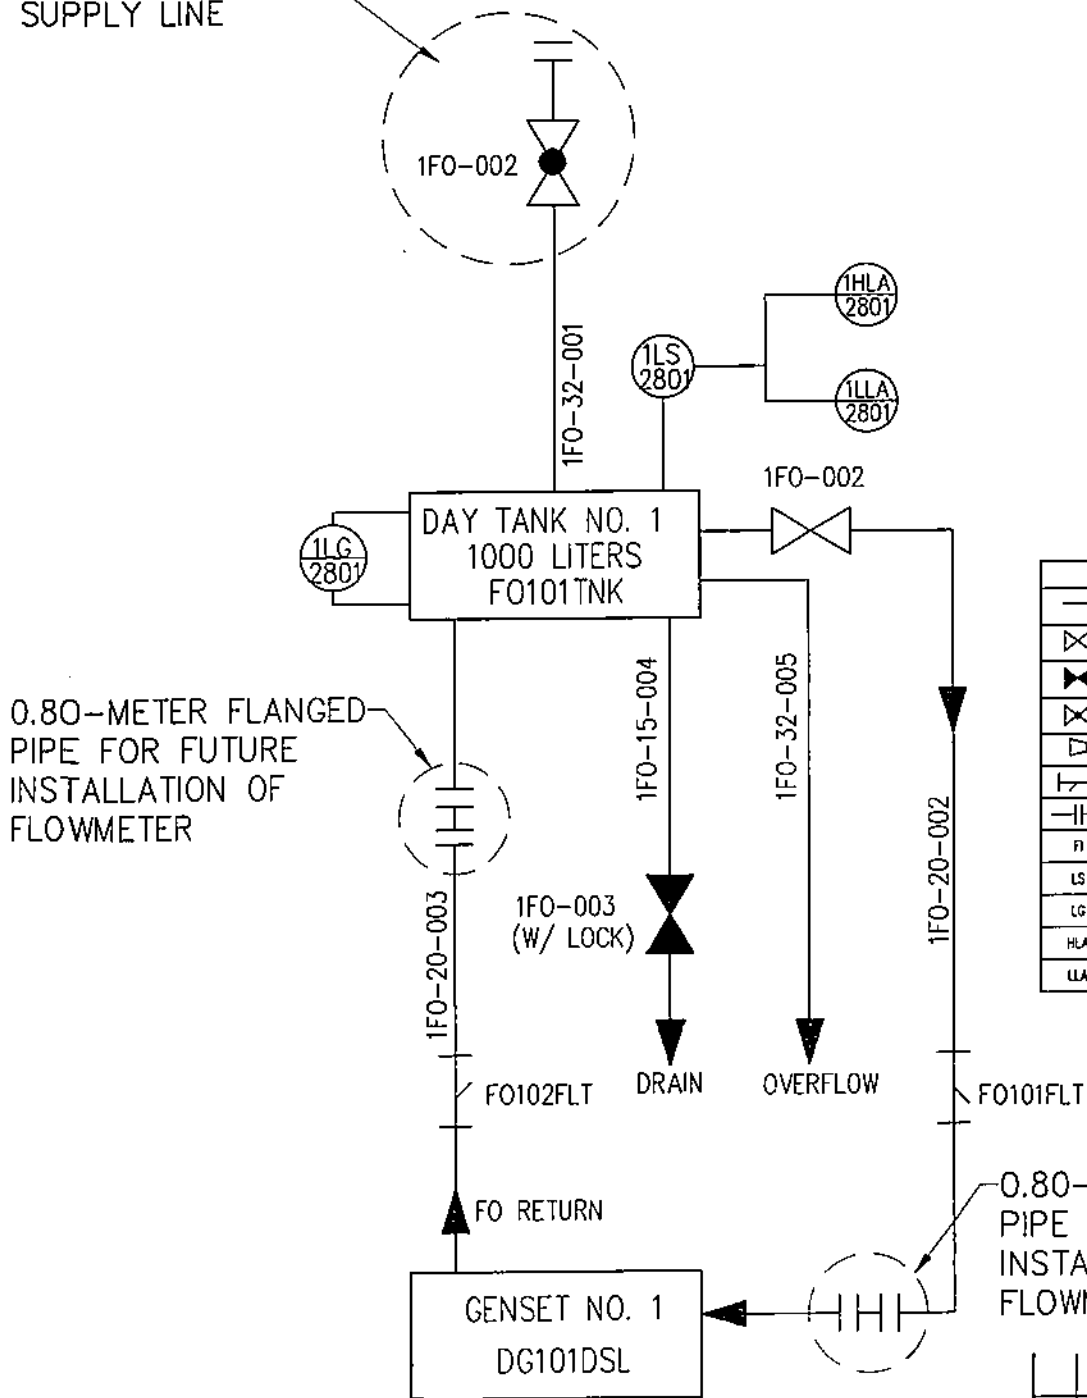 SUPPLY LINE
1FO-002
1FO-32-001
1HLA
2801
1LS
2801
1LLA
2801
1FO-002
DAY TANK NO. 1
1000 LITERS
FO101TNK
1LG
2801
0.80-METER FLANGED
PIPE FOR FUTURE
INSTALLATION OF
FLOWMETER
1FO-15-004
1FO-32-005
1FO-20-002
1FO-20-003
1FO-003
(W/ LOCK)
FO102FLT
DRAIN
OVERFLOW
FO101FLT
FO RETURN
0.80-
PIPE
INSTA
FLOWM
GENSET NO. 1
DG101DSL
FI
LS
LG
HLA
LLA